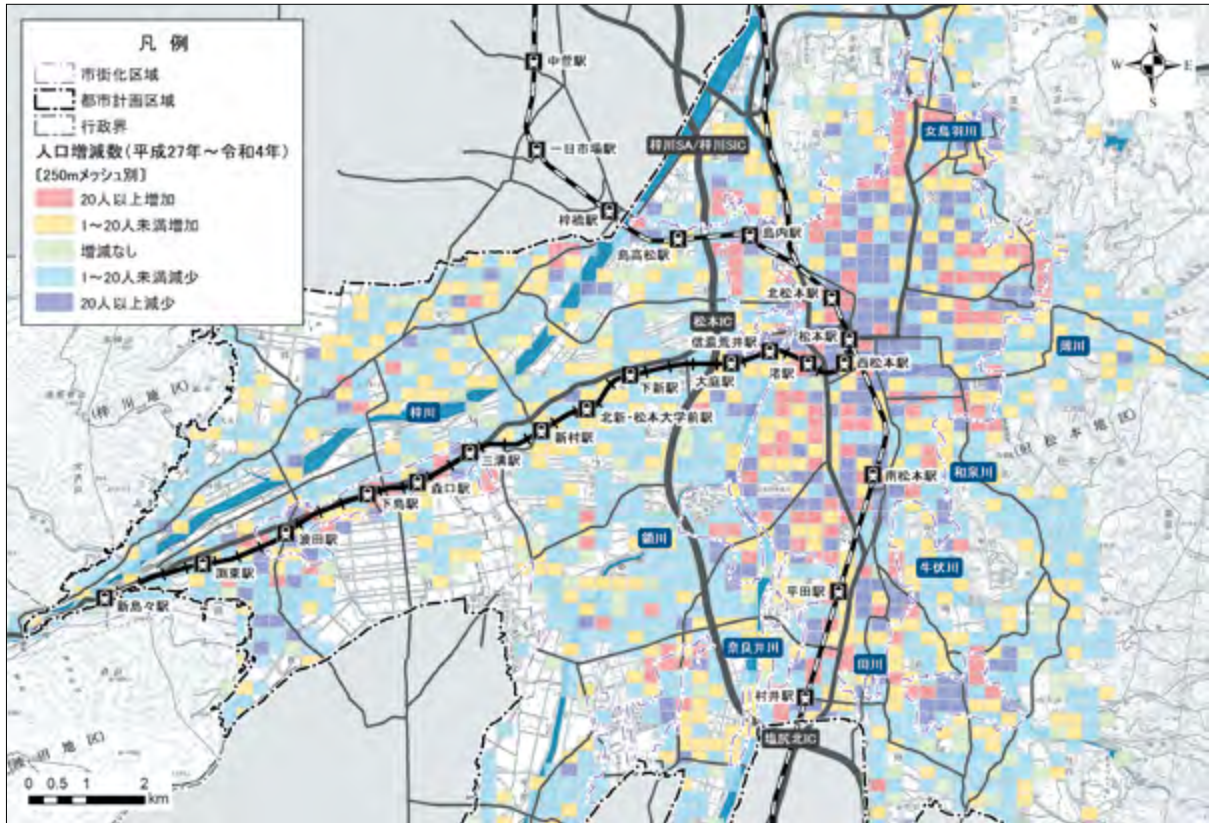 凡 例
市街化区域
都市計画区域
行政界
人口増減数(平成27年～令和4年)
〔250mメッシュ別〕
20人以上増加
1～20人未満増加
増減なし
1～20人未満減少
20人以上減少
N
W E
S
中萱駅
一日市場駅
梓橋駅
梓川SA/梓川SIC
女鳥羽川
島高松駅
島内駅
北松本駅
松本IC
松本駅
信濃荒井駅
渚駅
西松本駅
大庭駅
下新駅
薄川
北新・松本大学前駅
新村駅
梓川
三溝駅
森口駅
下島駅
波田駅
渕東駅
新島々駅
南松本駅
和泉川
鎖川
牛伏川
平田駅
奈良井川
田川
村井駅
塩尻北IC
(梓川地区)
0 0.5 1 2
km